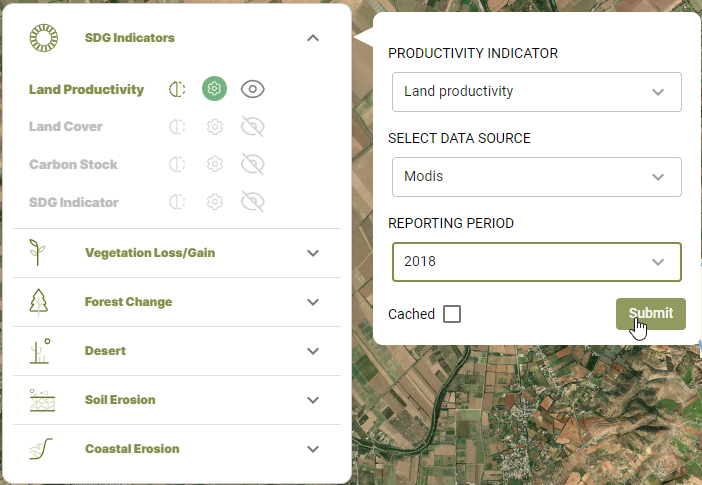 SDG Indicators
Land Productivity
Land Cover
Carbon Stock
SDG Indicator
Vegetation Loss/Gain
Forest Change
Desert
Soil Erosion
Coastal Erosion
PRODUCTIVITY INDICATOR
Land productivity
SELECT DATA SOURCE
Modis
REPORTING PERIOD
2018
Cached
Submit